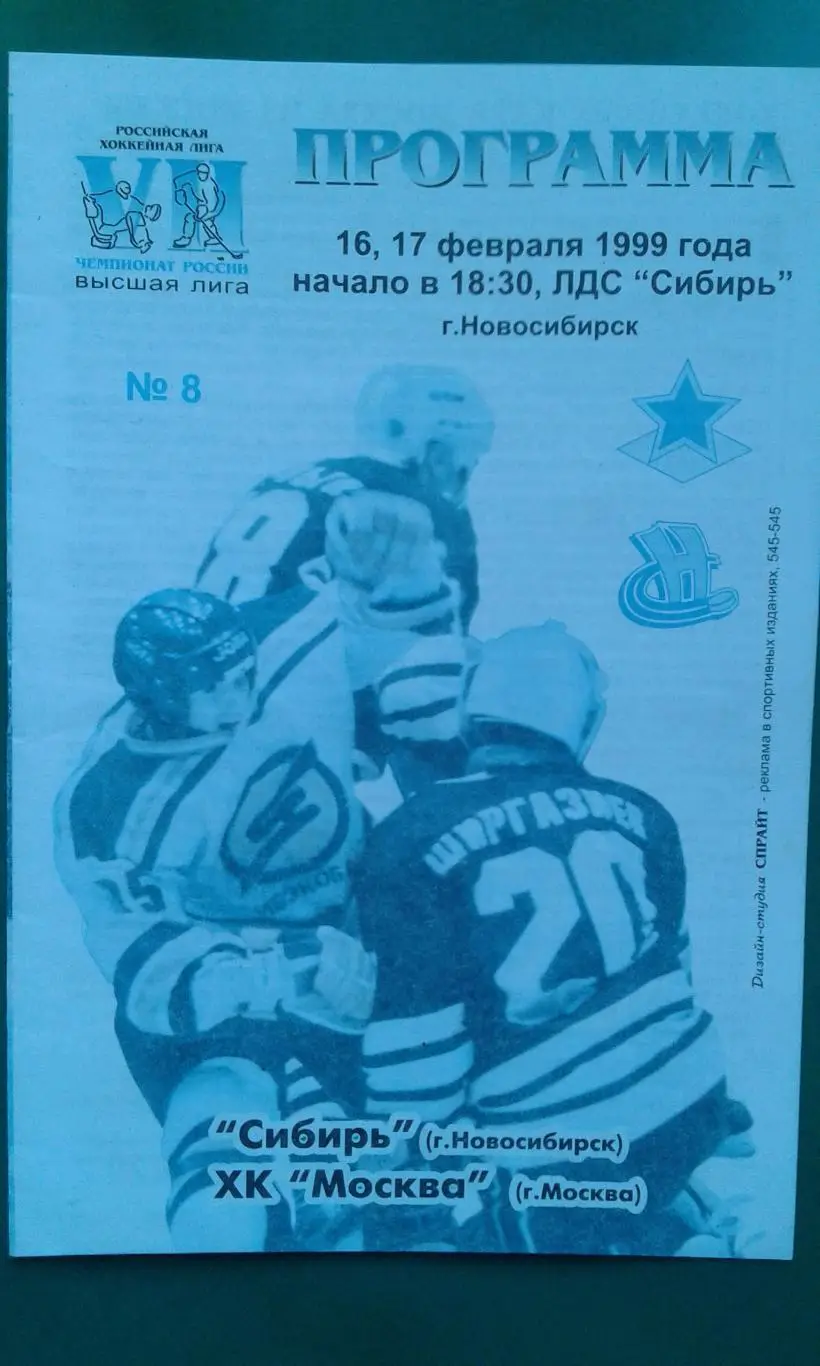 РОССИЙСКАЯ
ХОККЕЙНАЯ ЛИГА
VII
ЧЕМПИОНАТ РОССИИ
ВЫСШАЯ ЛИГА
ПРОГРАММА
16, 17 февраля 1999 года
начало в 18:30, ЛДС "Сибирь"
г.Новосибирск
№ 8
Дизайн-студия СПРАЙТ - реклама в спортивных изданиях, 545-545
ШИРГАЗИЕВ
20
15
"Сибирь" (г.Новосибирск)
ХК "Москва" (г.Москва)